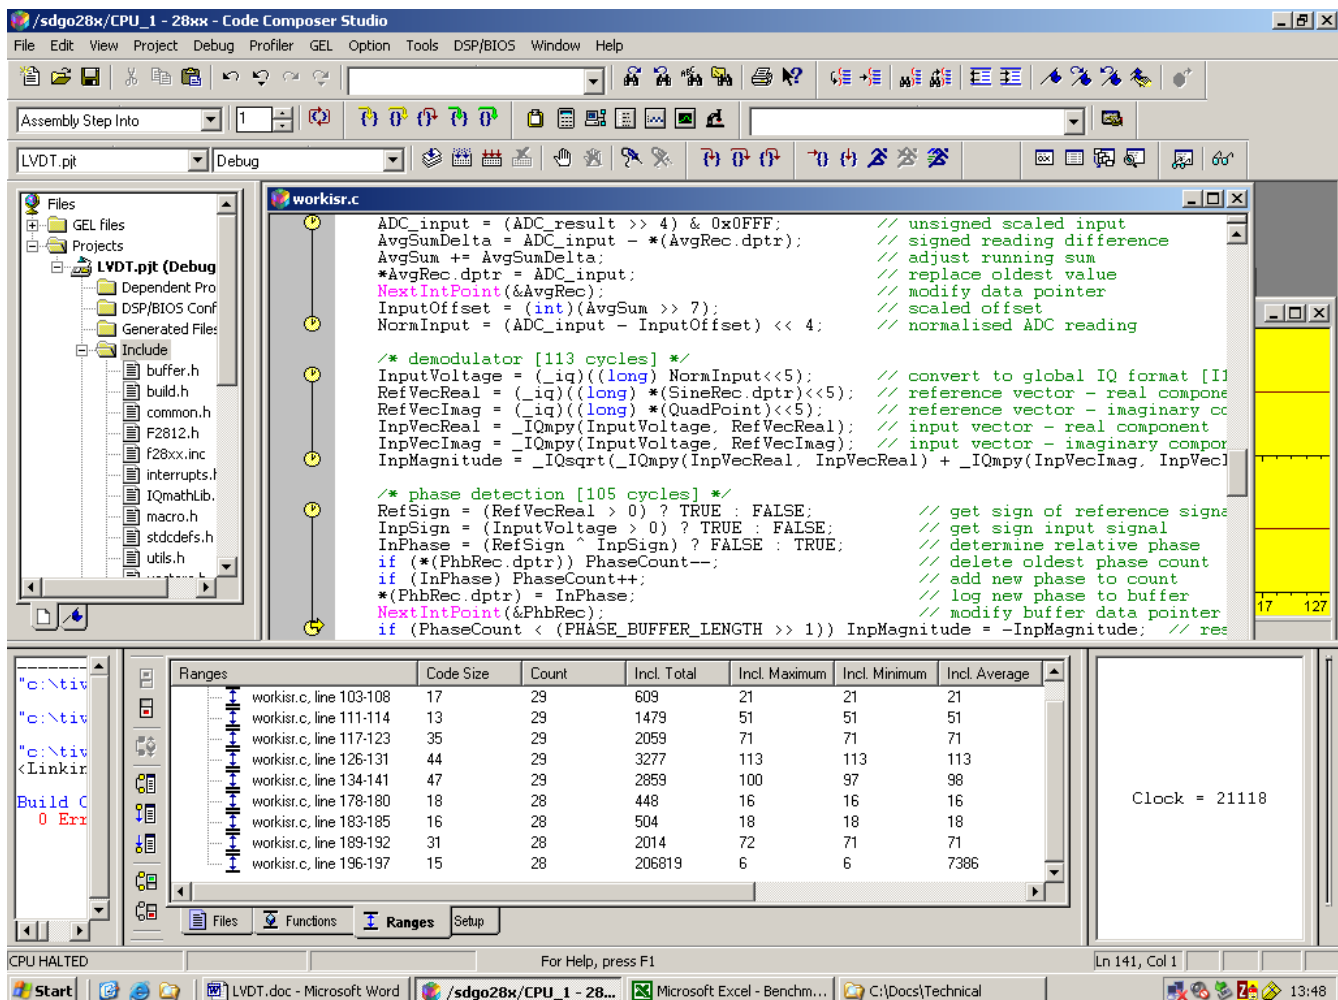 /sdgo28x/CPU_1 - 28xx - Code Composer Studio
File Edit View Project Debug Profiler GEL Option Tools DSP/BIOS Window Help
Assembly Step Into 1
LVDT.pjt Debug
Files
GEL files
Projects
LVDT.pjt (Debug
Dependent Pro
DSP/BIOS Conf
Generated Files
Include
buffer.h
build.h
common.h
F2812.h
f28xx.inc
interrupts.h
IQmathLib.
macro.h
stdcdefs.h
utils.h
workisr.c
ADC_input = (ADC_result >> 4) & 0x0FFF; // unsigned scaled input
AvgSumDelta = ADC_input - *(AvgRec.dptr); // signed reading difference
AvgSum += AvgSumDelta; // adjust running sum
*AvgRec.dptr = ADC_input; // replace oldest value
NextIntPoint(&AvgRec); // modify data pointer
InputOffset = (int)(AvgSum >> 7); // scaled offset
NormInput = (ADC_input - InputOffset) << 4; // normalised ADC reading
/* demodulator [113 cycles] */
InputVoltage = (_iq)((long) NormInput<<5); // convert to global IQ format [I1
RefVecReal = (_iq)((long) *(SineRec.dptr)<<5); // reference vector - real compone
RefVecImag = (_iq)((long) *(QuadPoint)<<5); // reference vector - imaginary co
InpVecReal = _IQmpy(InputVoltage, RefVecReal); // input vector - real component
InpVecImag = _IQmpy(InputVoltage, RefVecImag); // input vector - imaginary compor
InpMagnitude = _IQsqrt(_IQmpy(InpVecReal, InpVecReal) + _IQmpy(InpVecImag, InpVecI
/* phase detection [105 cycles] */
RefSign = (RefVecReal > 0) ? TRUE : FALSE; // get sign of reference signa
InpSign = (InputVoltage > 0) ? TRUE : FALSE; // get sign input signal
InPhase = (RefSign ^ InpSign) ? FALSE : TRUE; // determine relative phase
if (*(PhbRec.dptr)) PhaseCount--; // delete oldest phase count
if (InPhase) PhaseCount++; // add new phase to count
*(PhbRec.dptr) = InPhase; // log new phase to buffer
NextIntPoint(&PhbRec); // modify buffer data pointer
if (PhaseCount < (PHASE_BUFFER_LENGTH >> 1)) InpMagnitude = -InpMagnitude; // res
17 127
"c:\tiv
"c:\tiv
"c:\tiv
<Linkin
Build C
0 Err
Ranges Code Size Count Incl. Total Incl. Maximum Incl. Minimum Incl. Average
workisr.c, line 103-108 17 29 609 21 21 21
workisr.c, line 111-114 13 29 1479 51 51 51
workisr.c, line 117-123 35 29 2059 71 71 71
workisr.c, line 126-131 44 29 3277 113 113 113
workisr.c, line 134-141 47 29 2859 100 97 98
workisr.c, line 178-180 18 28 448 16 16 16
workisr.c, line 183-185 16 28 504 18 18 18
workisr.c, line 189-192 31 28 2014 72 71 71
workisr.c, line 196-197 15 28 206819 6 6 7386
Files Functions Ranges Setup
Clock = 21118
CPU HALTED For Help, press F1 Ln 141, Col 1
Start LVDT.doc - Microsoft Word /sdgo28x/CPU_1 - 28... Microsoft Excel - Benchm... C:\Docs\Technical 13:48